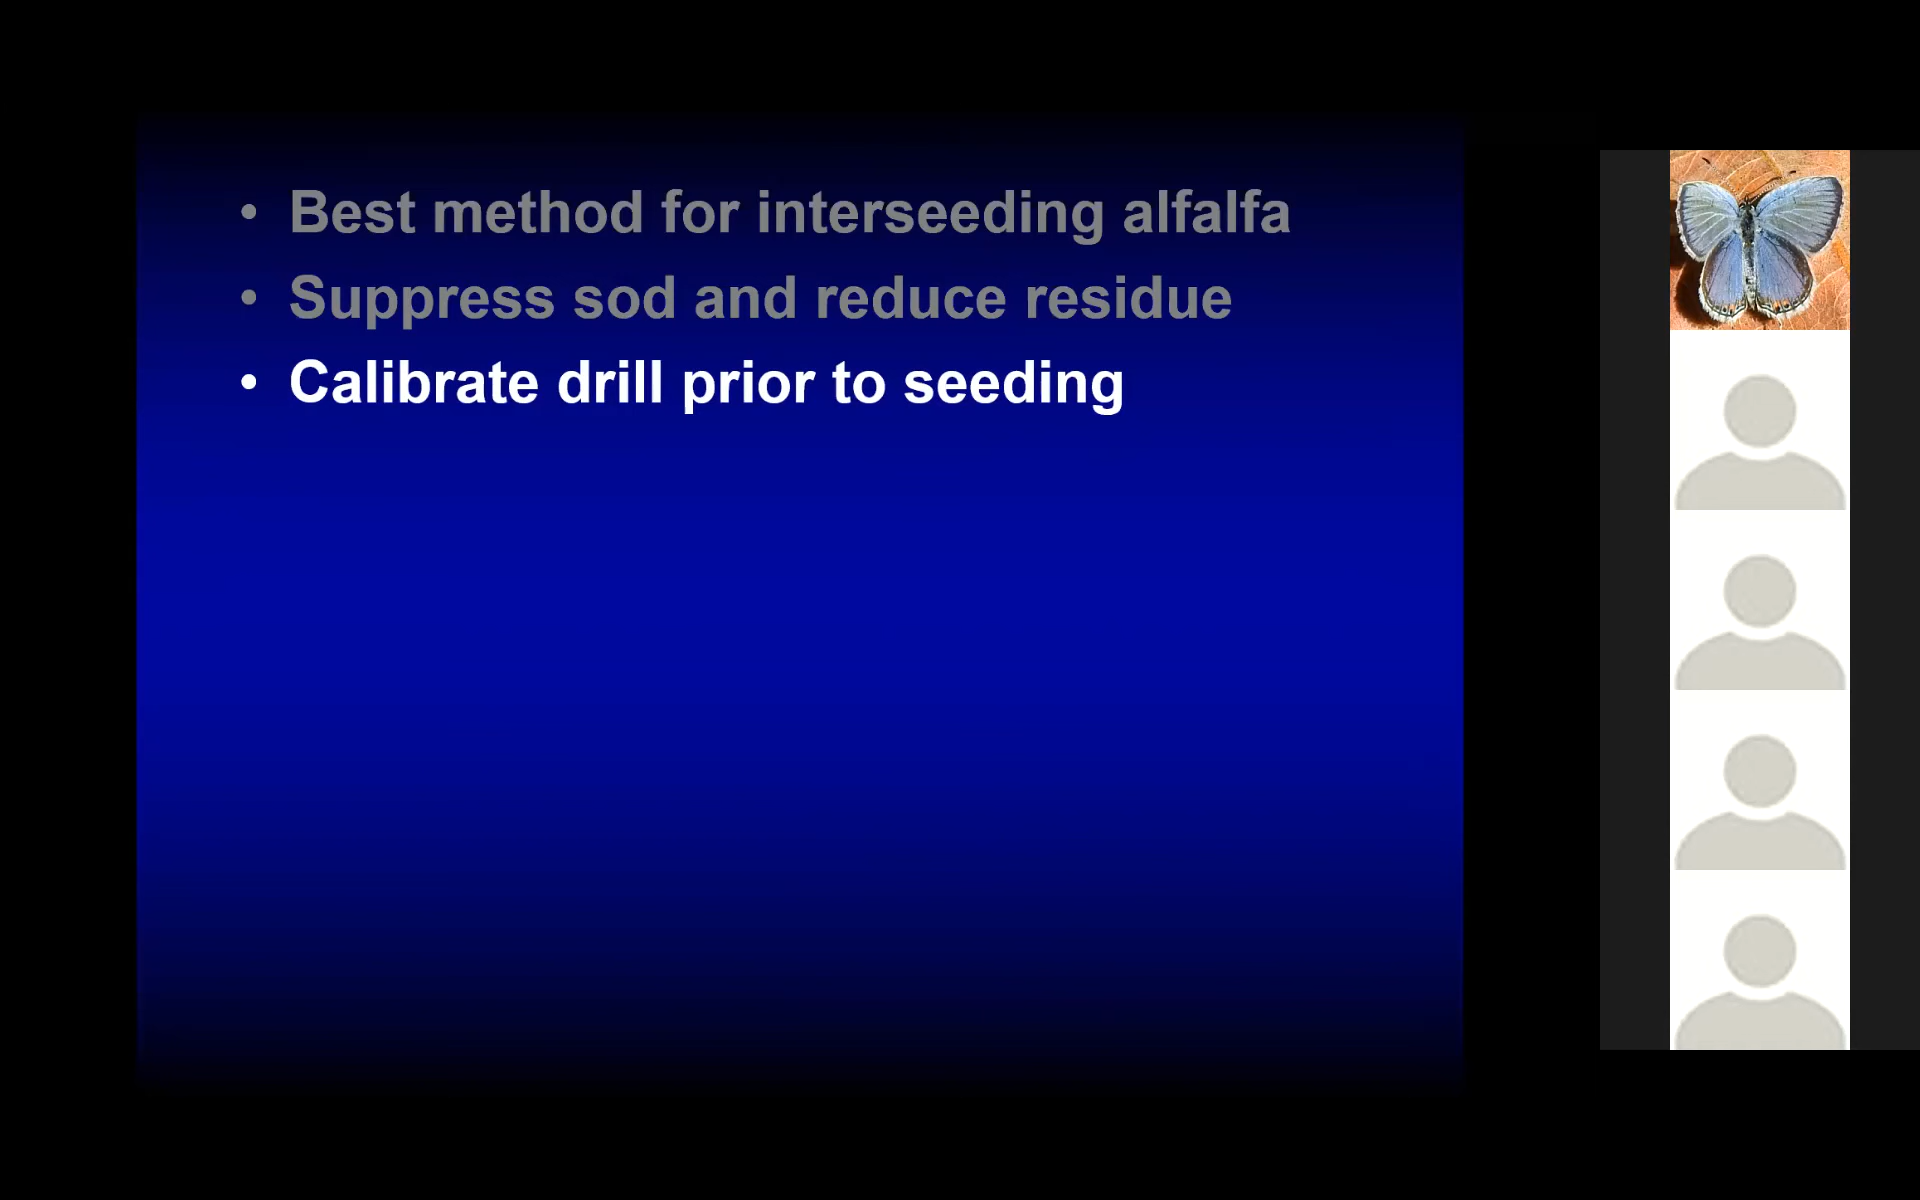 • Best method for interseeding alfalfa
• Suppress sod and reduce residue
• Calibrate drill prior to seeding